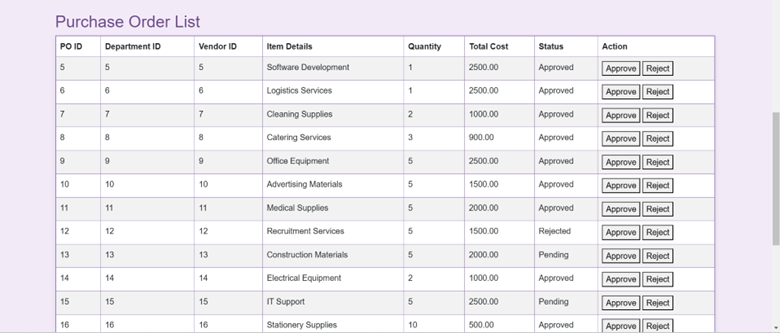 Purchase Order List
PO ID Department ID Vendor ID Item Details Quantity Total Cost Status Action
5 5 5 Software Development 1 2500.00 Approved Approve Reject
6 6 6 Logistics Services 1 2500.00 Approved Approve Reject
7 7 7 Cleaning Supplies 2 1000.00 Approved Approve Reject
8 8 8 Catering Services 3 900.00 Approved Approve Reject
9 9 9 Office Equipment 5 2500.00 Approved Approve Reject
10 10 10 Advertising Materials 5 1500.00 Approved Approve Reject
11 11 11 Medical Supplies 5 2000.00 Approved Approve Reject
12 12 12 Recruitment Services 5 1500.00 Rejected Approve Reject
13 13 13 Construction Materials 5 2000.00 Pending Approve Reject
14 14 14 Electrical Equipment 2 1000.00 Approved Approve Reject
15 15 15 IT Support 5 2500.00 Pending Approve Reject
16 16 16 Stationery Supplies 10 500.00 Approved Approve Reject